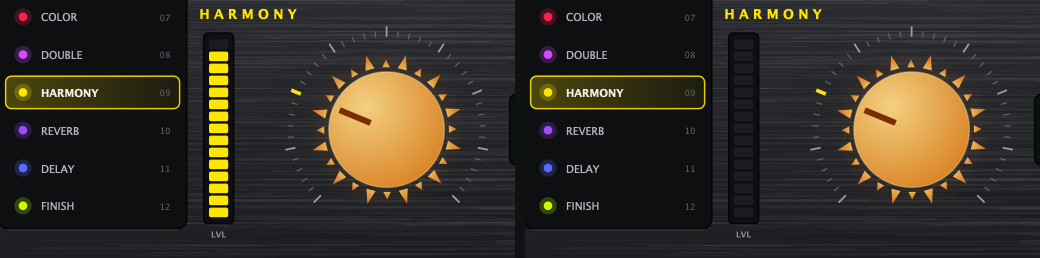 HARMONY
COLOR 07
DOUBLE 08
HARMONY 09
REVERB 10
DELAY 11
FINISH 12
LVL
HARMONY
COLOR 07
DOUBLE 08
HARMONY 09
REVERB 10
DELAY 11
FINISH 12
LVL